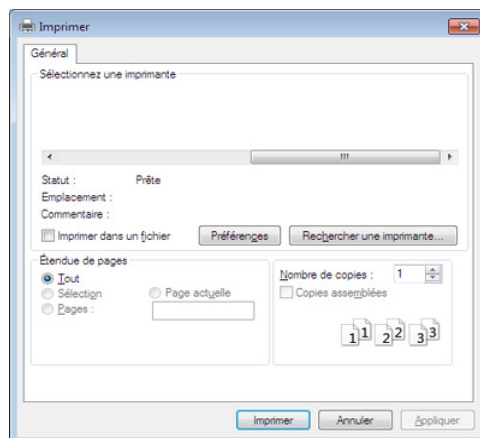 Imprimer
Général
Sélectionnez une imprimante
Statut : Prête
Emplacement :
Commentaire :
Imprimer dans un fichier Préférences Rechercher une imprimante...
Étendue de pages
Tout
Sélection Page actuelle
Pages :
Nombre de copies : 1
Copies assemblées
1 1 2 2 3 3
Imprimer Annuler Appliquer